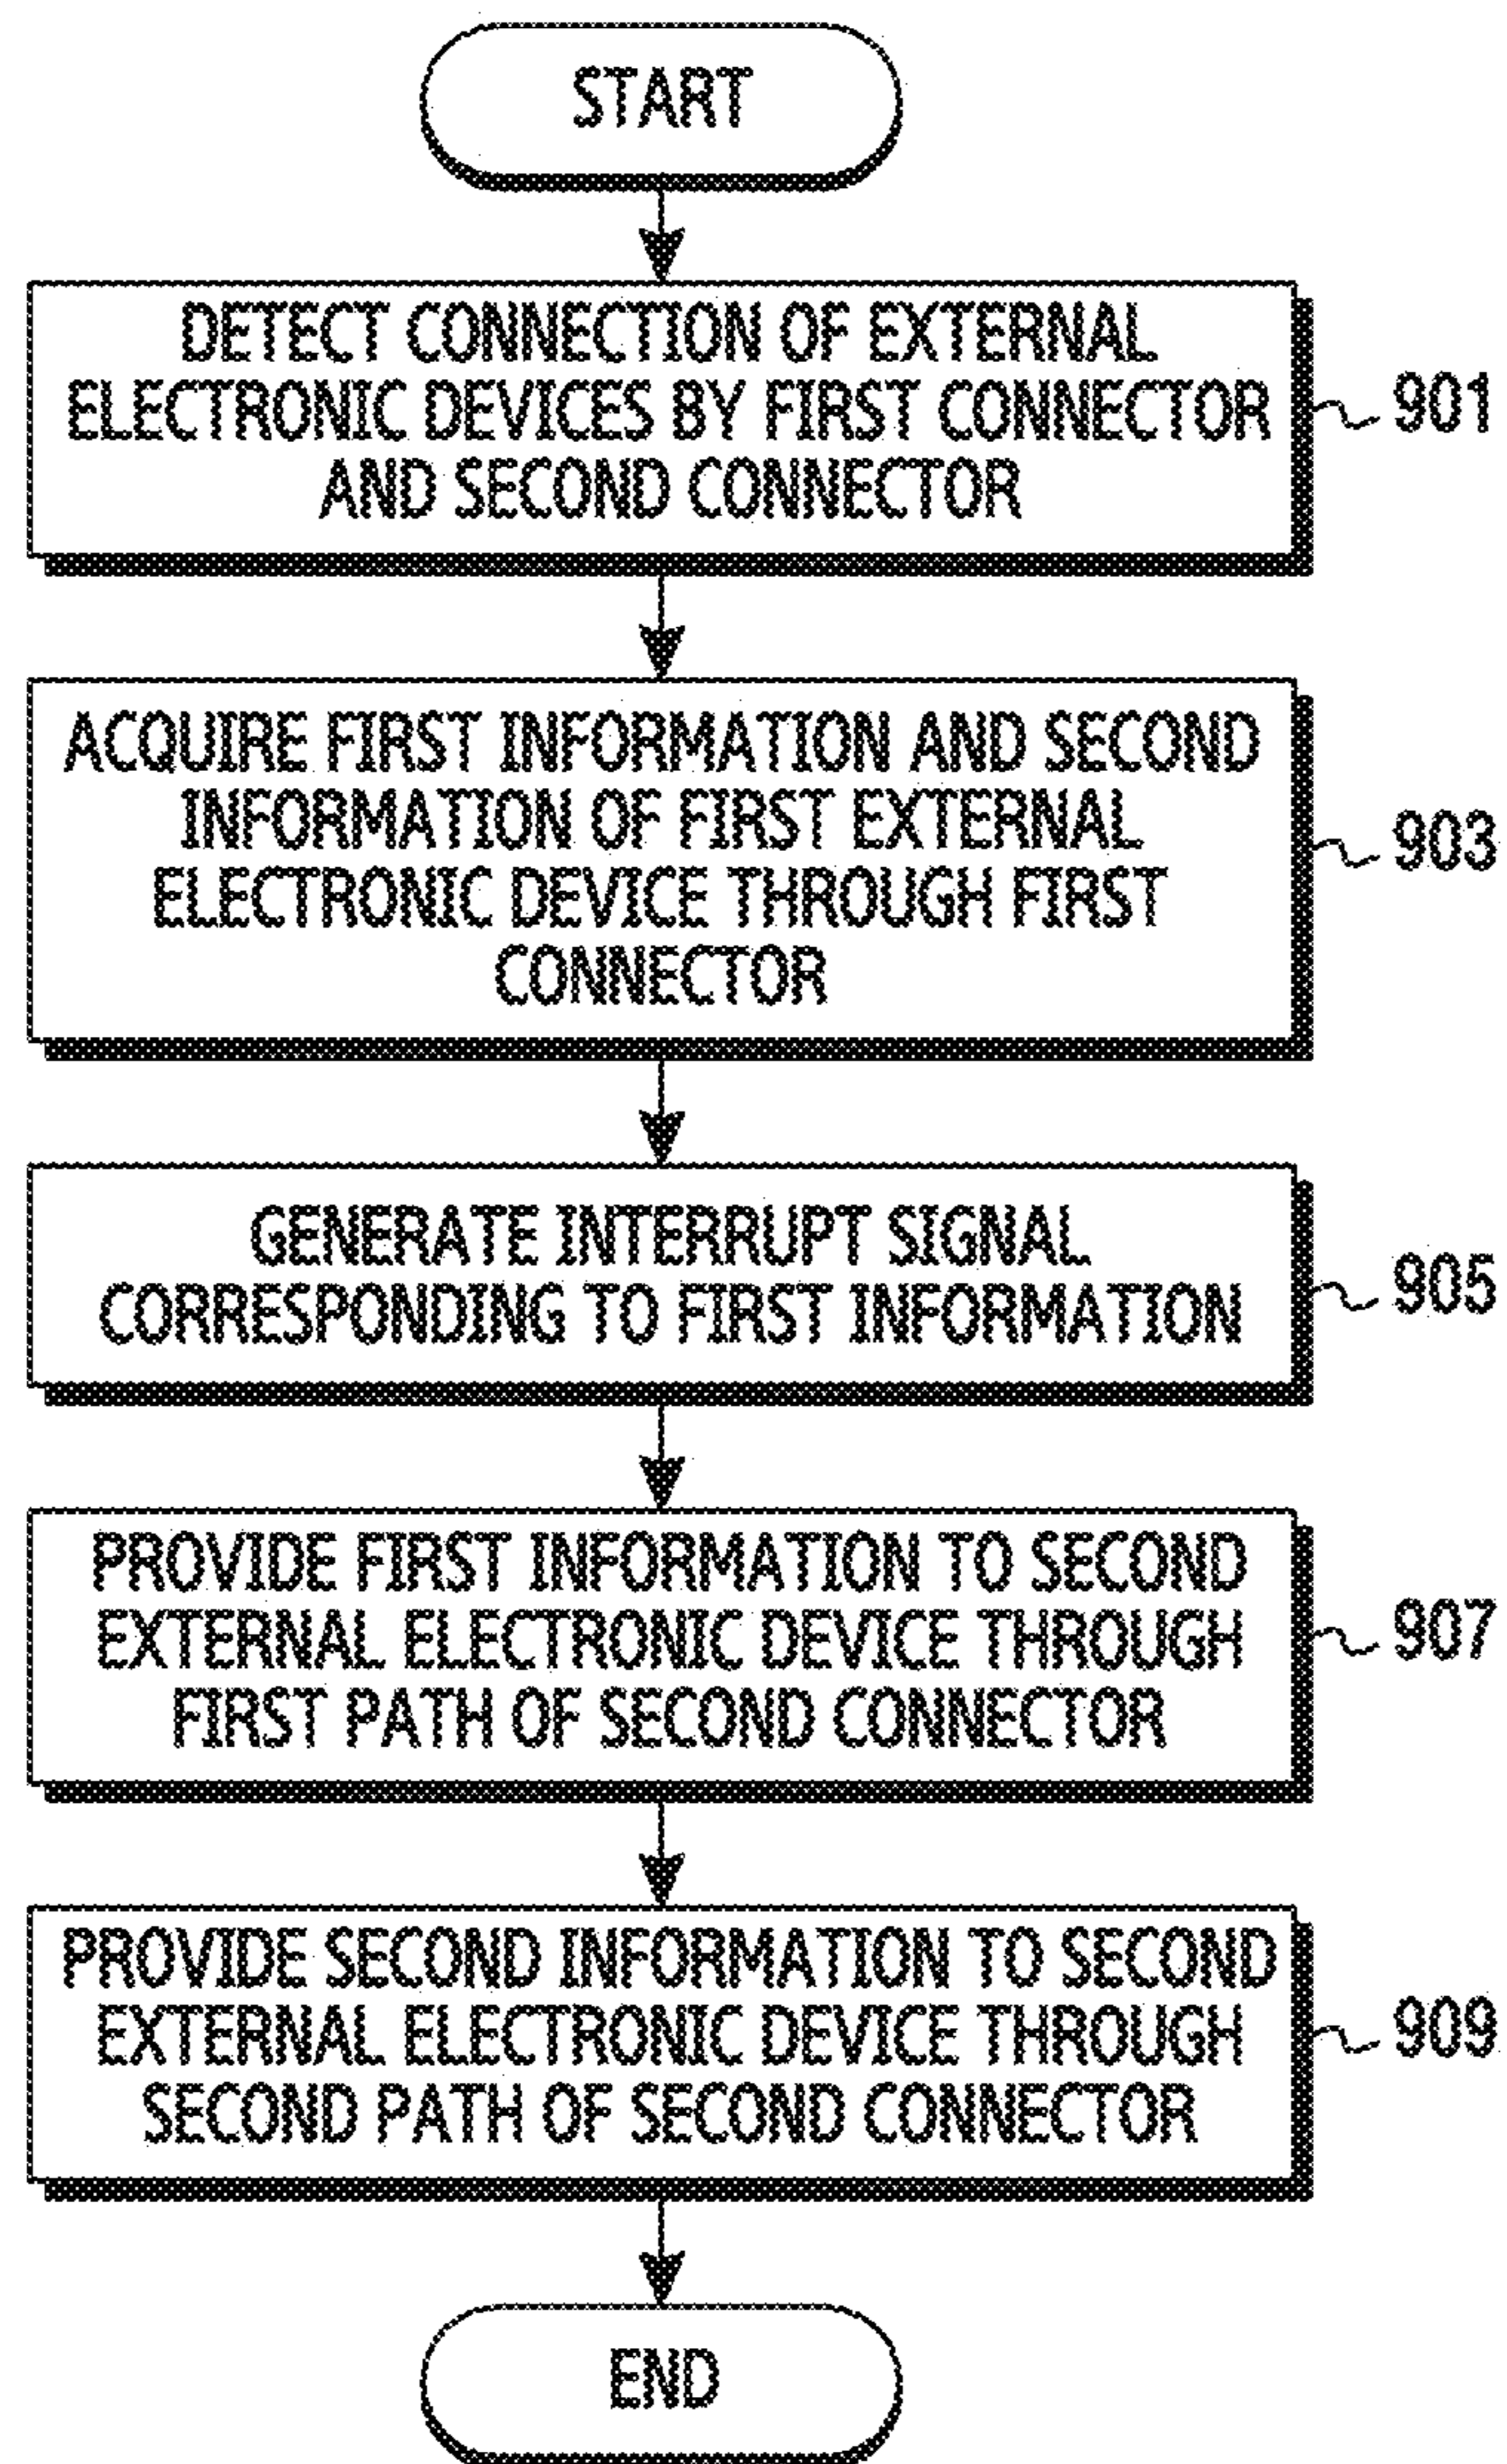 START
DETECT CONNECTION OF EXTERNAL
ELECTRONIC DEVICES BY FIRST CONNECTOR
AND SECOND CONNECTOR
901
ACQUIRE FIRST INFORMATION AND SECOND
INFORMATION OF FIRST EXTERNAL
ELECTRONIC DEVICE THROUGH FIRST
CONNECTOR
903
GENERATE INTERRUPT SIGNAL
CORRESPONDING TO FIRST INFORMATION
905
PROVIDE FIRST INFORMATION TO SECOND
EXTERNAL ELECTRONIC DEVICE THROUGH
FIRST PATH OF SECOND CONNECTOR
907
PROVIDE SECOND INFORMATION TO SECOND
EXTERNAL ELECTRONIC DEVICE THROUGH
SECOND PATH OF SECOND CONNECTOR
909
END